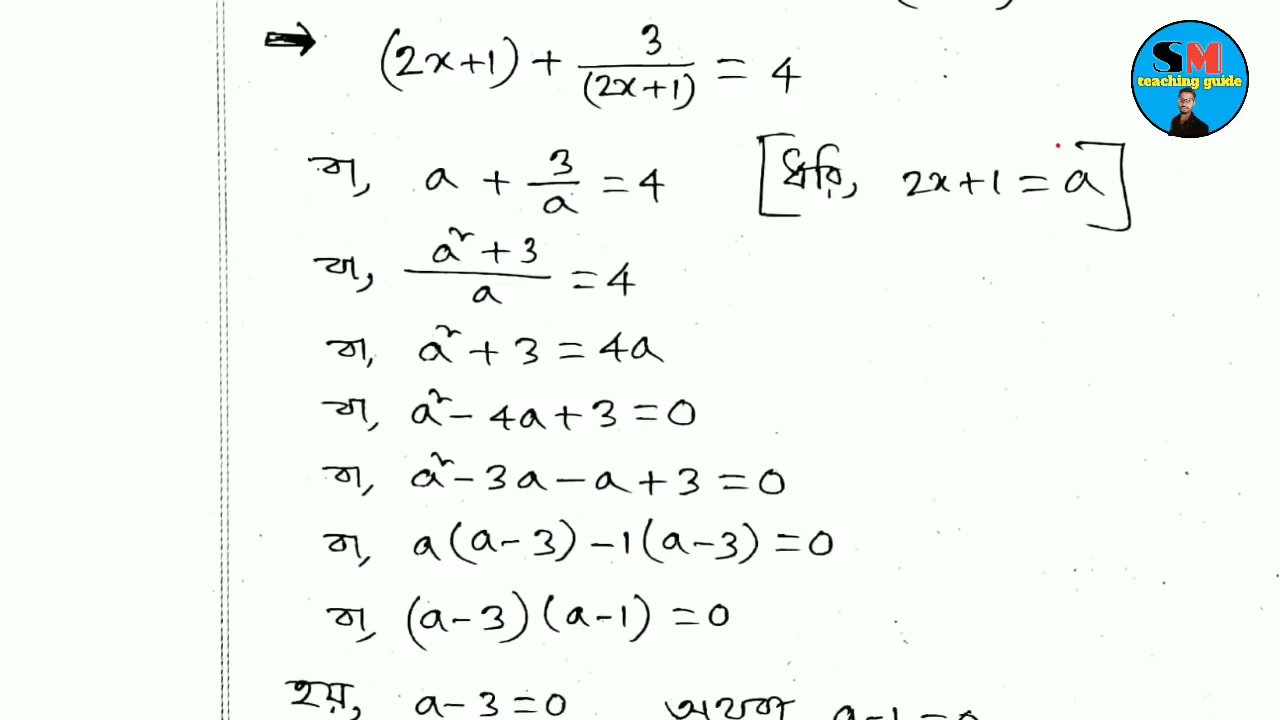 SM
teaching guide
⇒ (2x+1) + 3/(2x+1) = 4
বা, a + 3/a = 4 [ধরি, 2x+1 = a]
বা, (a²+3)/a = 4
বা, a² + 3 = 4a
বা, a² - 4a + 3 = 0
বা, a² - 3a - a + 3 = 0
বা, a(a-3) -1(a-3) = 0
বা, (a-3)(a-1) = 0
হয়, a-3=0 অথবা a-1=0